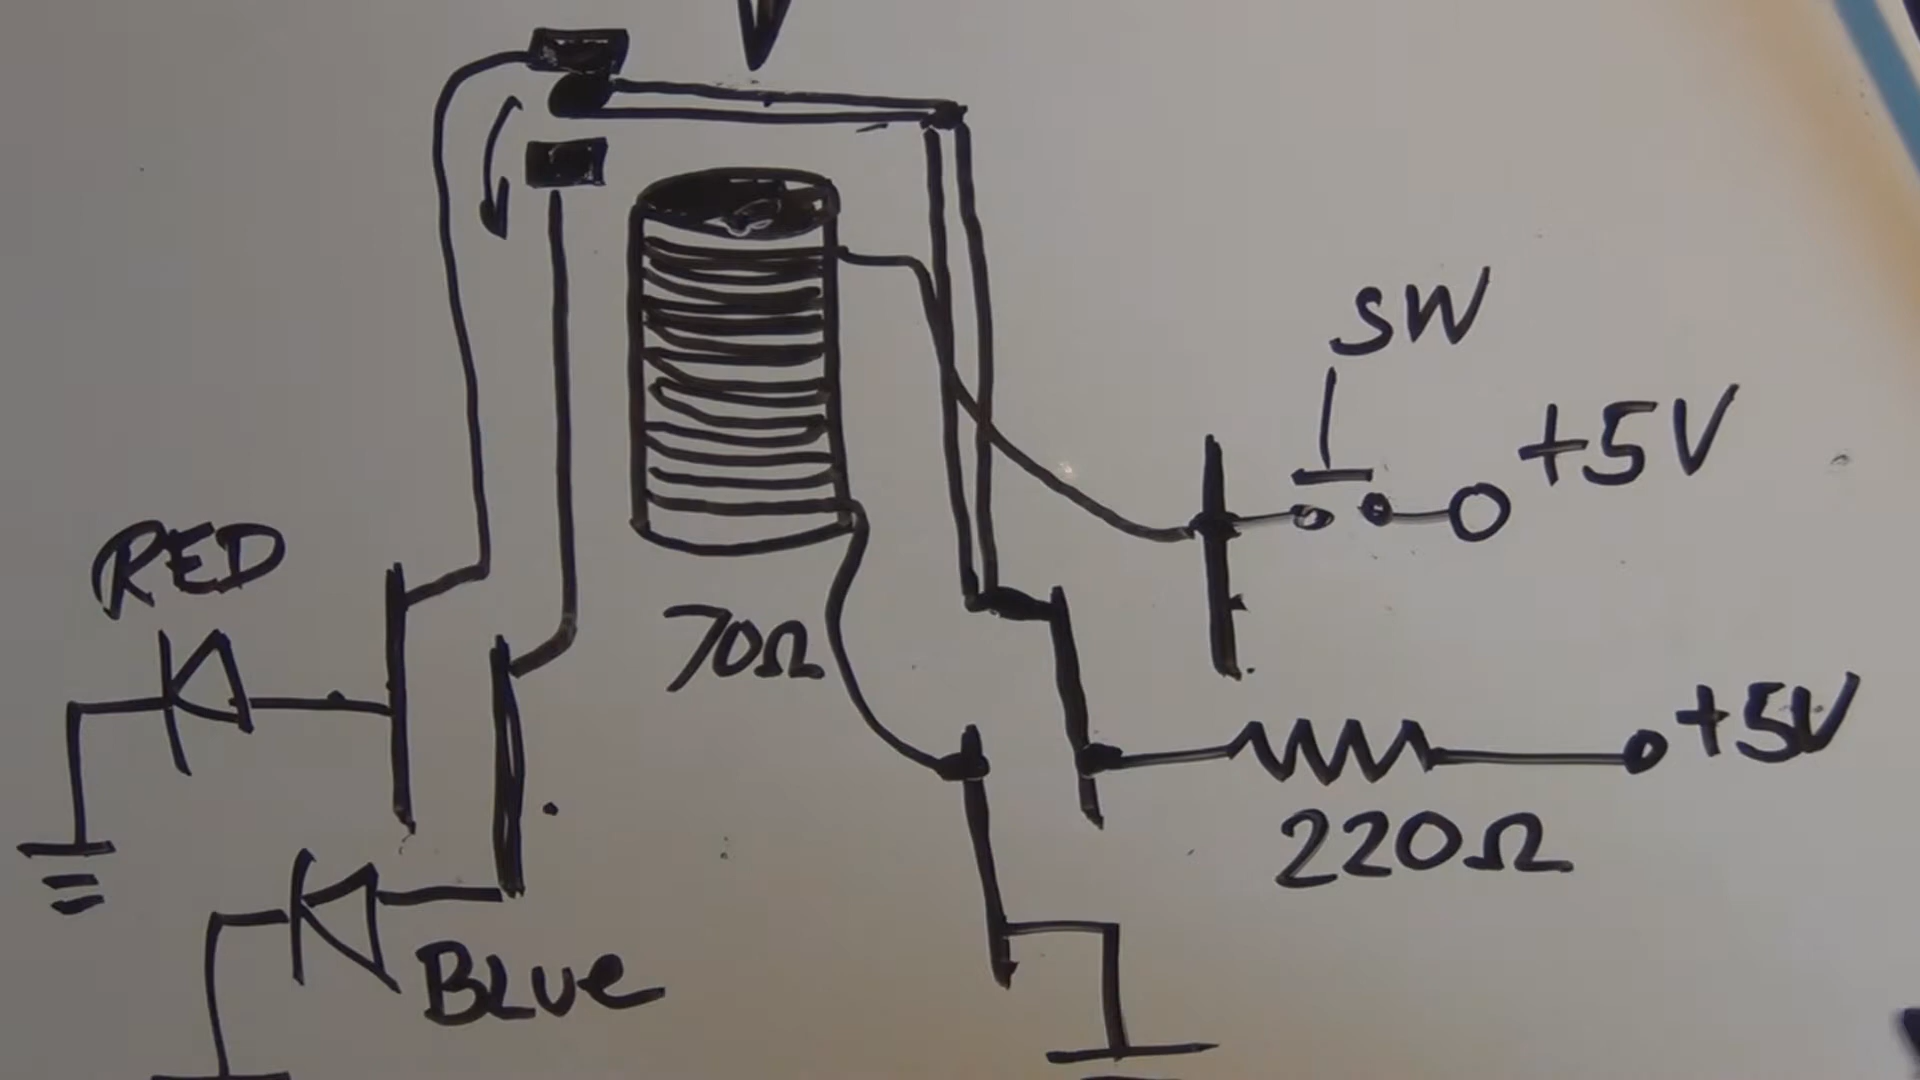 SW
+5V
RED
70Ω
+5V
220Ω
BLUe